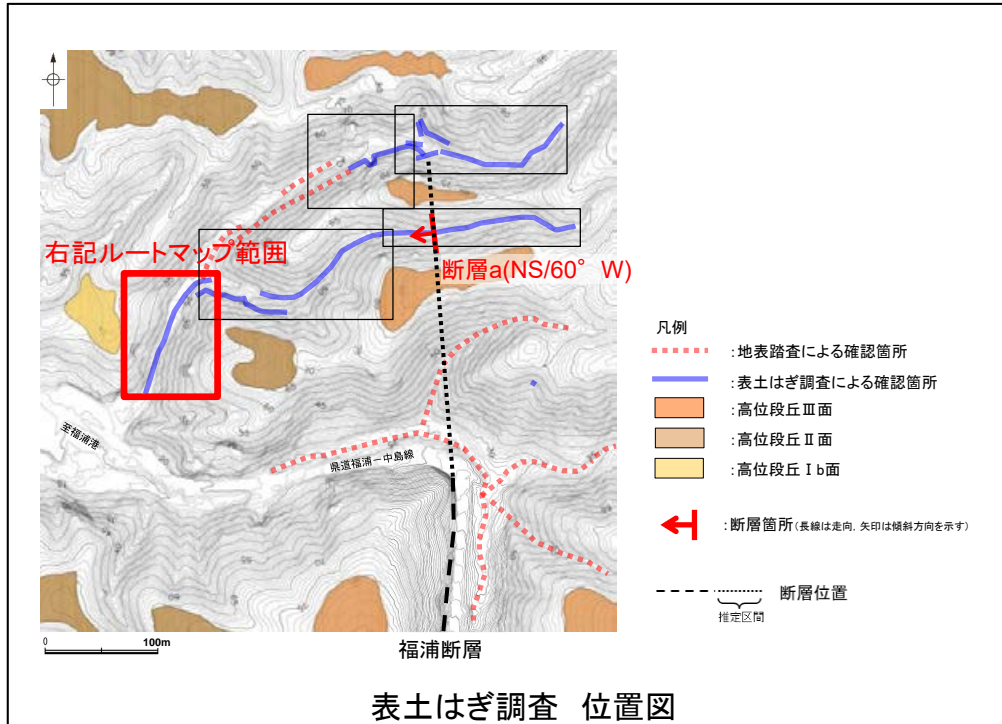 右記ルートマップ範囲
断層a(NS/60° W)
至福浦港
県道福浦－中島線
0
100m
福浦断層
凡例
:地表踏査による確認箇所
:表土はぎ調査による確認箇所
:高位段丘Ⅲ面
:高位段丘Ⅱ面
:高位段丘Ⅰb面
:断層箇所(長線は走向, 矢印は傾斜方向を示す)
断層位置
推定区間
表土はぎ調査 位置図